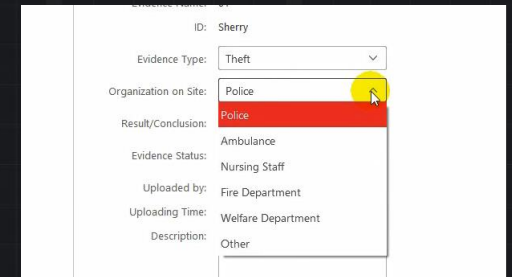 ID: Sherry
Evidence Type: Theft
Organization on Site: Police
Police
Result/Conclusion:
Ambulance
Evidence Status:
Nursing Staff
Uploaded by:
Fire Department
Uploading Time:
Welfare Department
Description:
Other